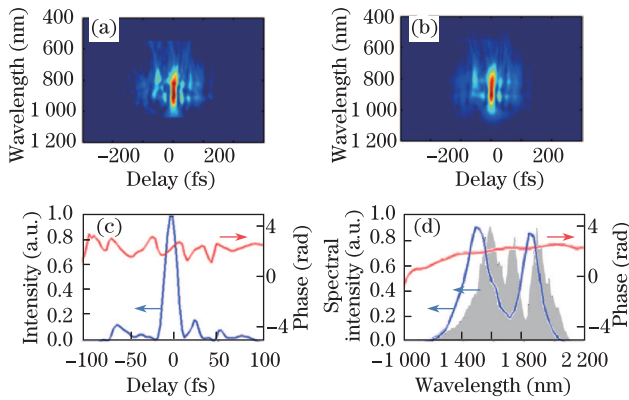 400
600
800
1 000
1 200
Wavelength (nm)
(a)
-200 0 200
Delay (fs)
400
600
800
1 000
1 200
Wavelength (nm)
(b)
-200 0 200
Delay (fs)
1.0
0.8
0.6
0.4
0.2
0.0
Intensity (a.u.)
(c)
4
0
-4
Phase (rad)
-100 -50 0 50 100
Delay (fs)
1.0
0.8
0.6
0.4
0.2
0.0
Spectral
intensity (a.u.)
(d)
4
0
-4
Phase (rad)
-1 000 1 400 1 800 2 200
Wavelength (nm)